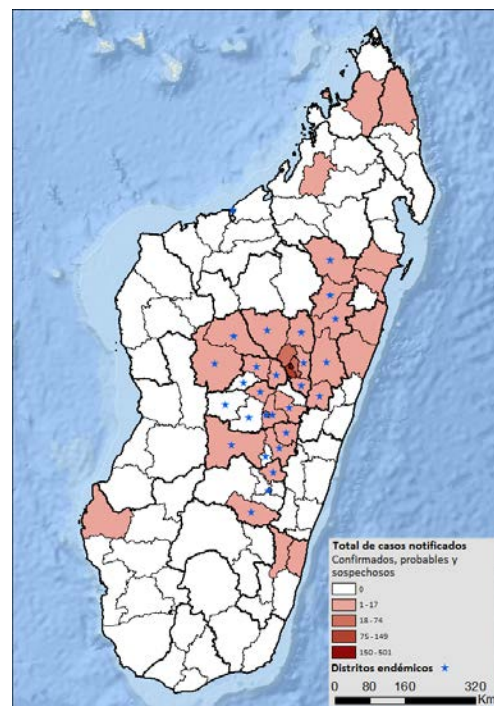 Total de casos notificados
Confirmados, probables y
sospechosos
0
1 - 17
18 - 74
75 - 149
150 - 501
Distritos endémicos
0 80 160 320
Km